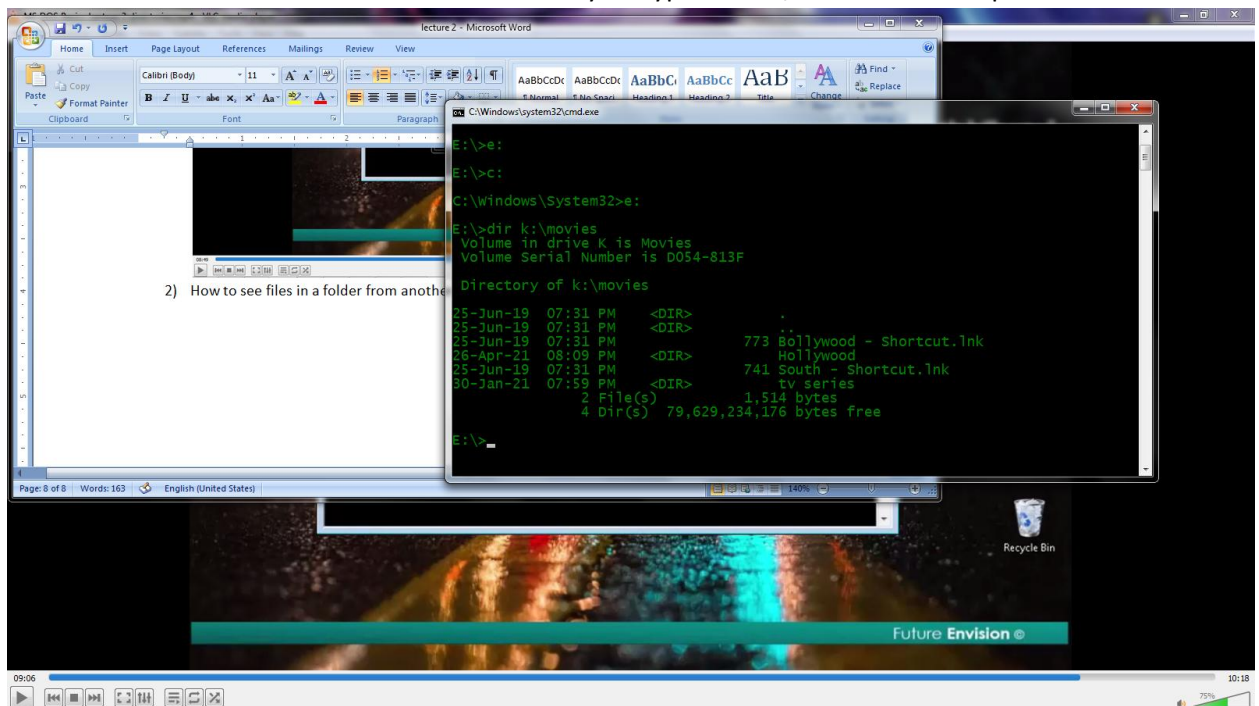 lecture 2 - Microsoft Word
Home Insert Page Layout References Mailings Review View
Cut
Copy
Format Painter
Paste
Clipboard
Calibri (Body) 11
Font
Paragraph
AaBbCcDc AaBbCcDc AaBbC AaBbCc AaB
Change
Find
Replace
C:\Windows\system32\cmd.exe
E:\>e:
E:\>c:
C:\Windows\System32>e:
E:\>dir k:\movies
Volume in drive K is Movies
Volume Serial Number is D054-813F
Directory of k:\movies
25-Jun-19 07:31 PM <DIR> .
25-Jun-19 07:31 PM <DIR> ..
25-Jun-19 07:31 PM 773 Bollywood - Shortcut.lnk
26-Apr-21 08:09 PM <DIR> Hollywood
25-Jun-19 07:31 PM 741 South - Shortcut.lnk
30-Jan-21 07:59 PM <DIR> tv series
2 File(s) 1,514 bytes
4 Dir(s) 79,629,234,176 bytes free
E:\>_
2) How to see files in a folder from anothe
Page: 8 of 8 Words: 163 English (United States) 140%
Recycle Bin
Future Envision ©
09:06 10:18
75%